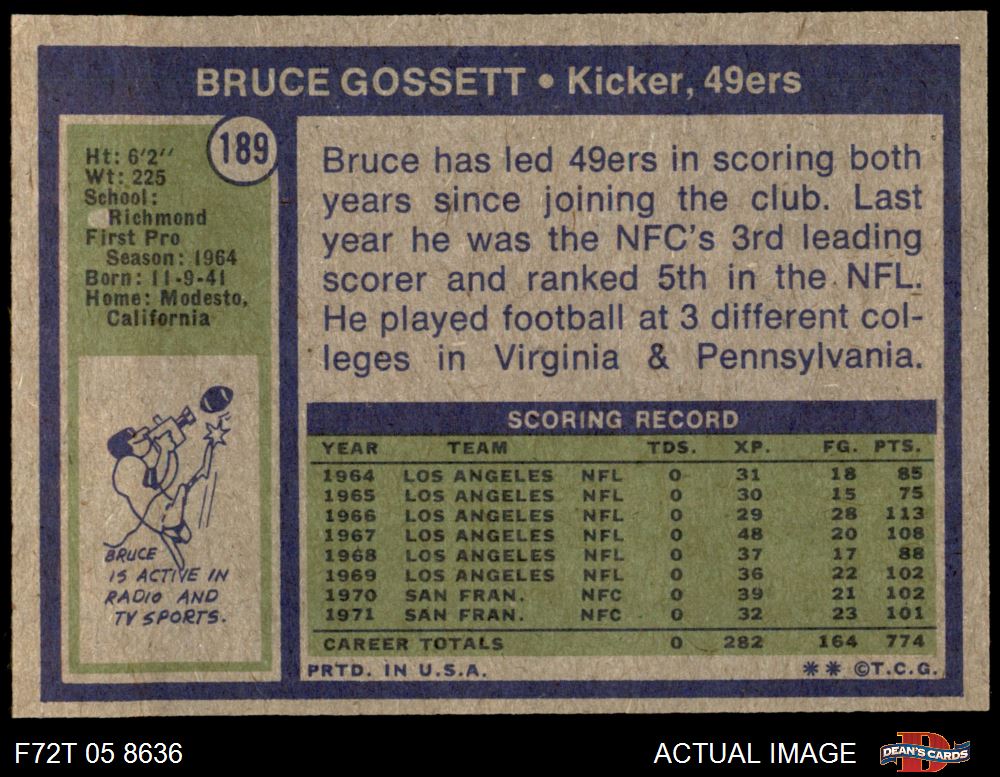 BRUCE GOSSETT • Kicker, 49ers
189
Ht: 6'2"
Wt: 225
School:
Richmond
First Pro
Season: 1964
Born: 11-9-41
Home: Modesto,
California
BRUCE
IS ACTIVE IN
RADIO AND
TV SPORTS.
Bruce has led 49ers in scoring both
years since joining the club. Last
year he was the NFC's 3rd leading
scorer and ranked 5th in the NFL.
He played football at 3 different col-
leges in Virginia & Pennsylvania.
SCORING RECORD
YEAR TEAM TDS. XP. FG. PTS.
1964 LOS ANGELES NFL 0 31 18 85
1965 LOS ANGELES NFL 0 30 15 75
1966 LOS ANGELES NFL 0 29 28 113
1967 LOS ANGELES NFL 0 48 20 108
1968 LOS ANGELES NFL 0 37 17 88
1969 LOS ANGELES NFL 0 36 22 102
1970 SAN FRAN. NFC 0 39 21 102
1971 SAN FRAN. NFC 0 32 23 101
CAREER TOTALS 0 282 164 774
PRTD. IN U.S.A. ** ©T.C.G.
F72T 05 8636 ACTUAL IMAGE D DEAN'S CARDS